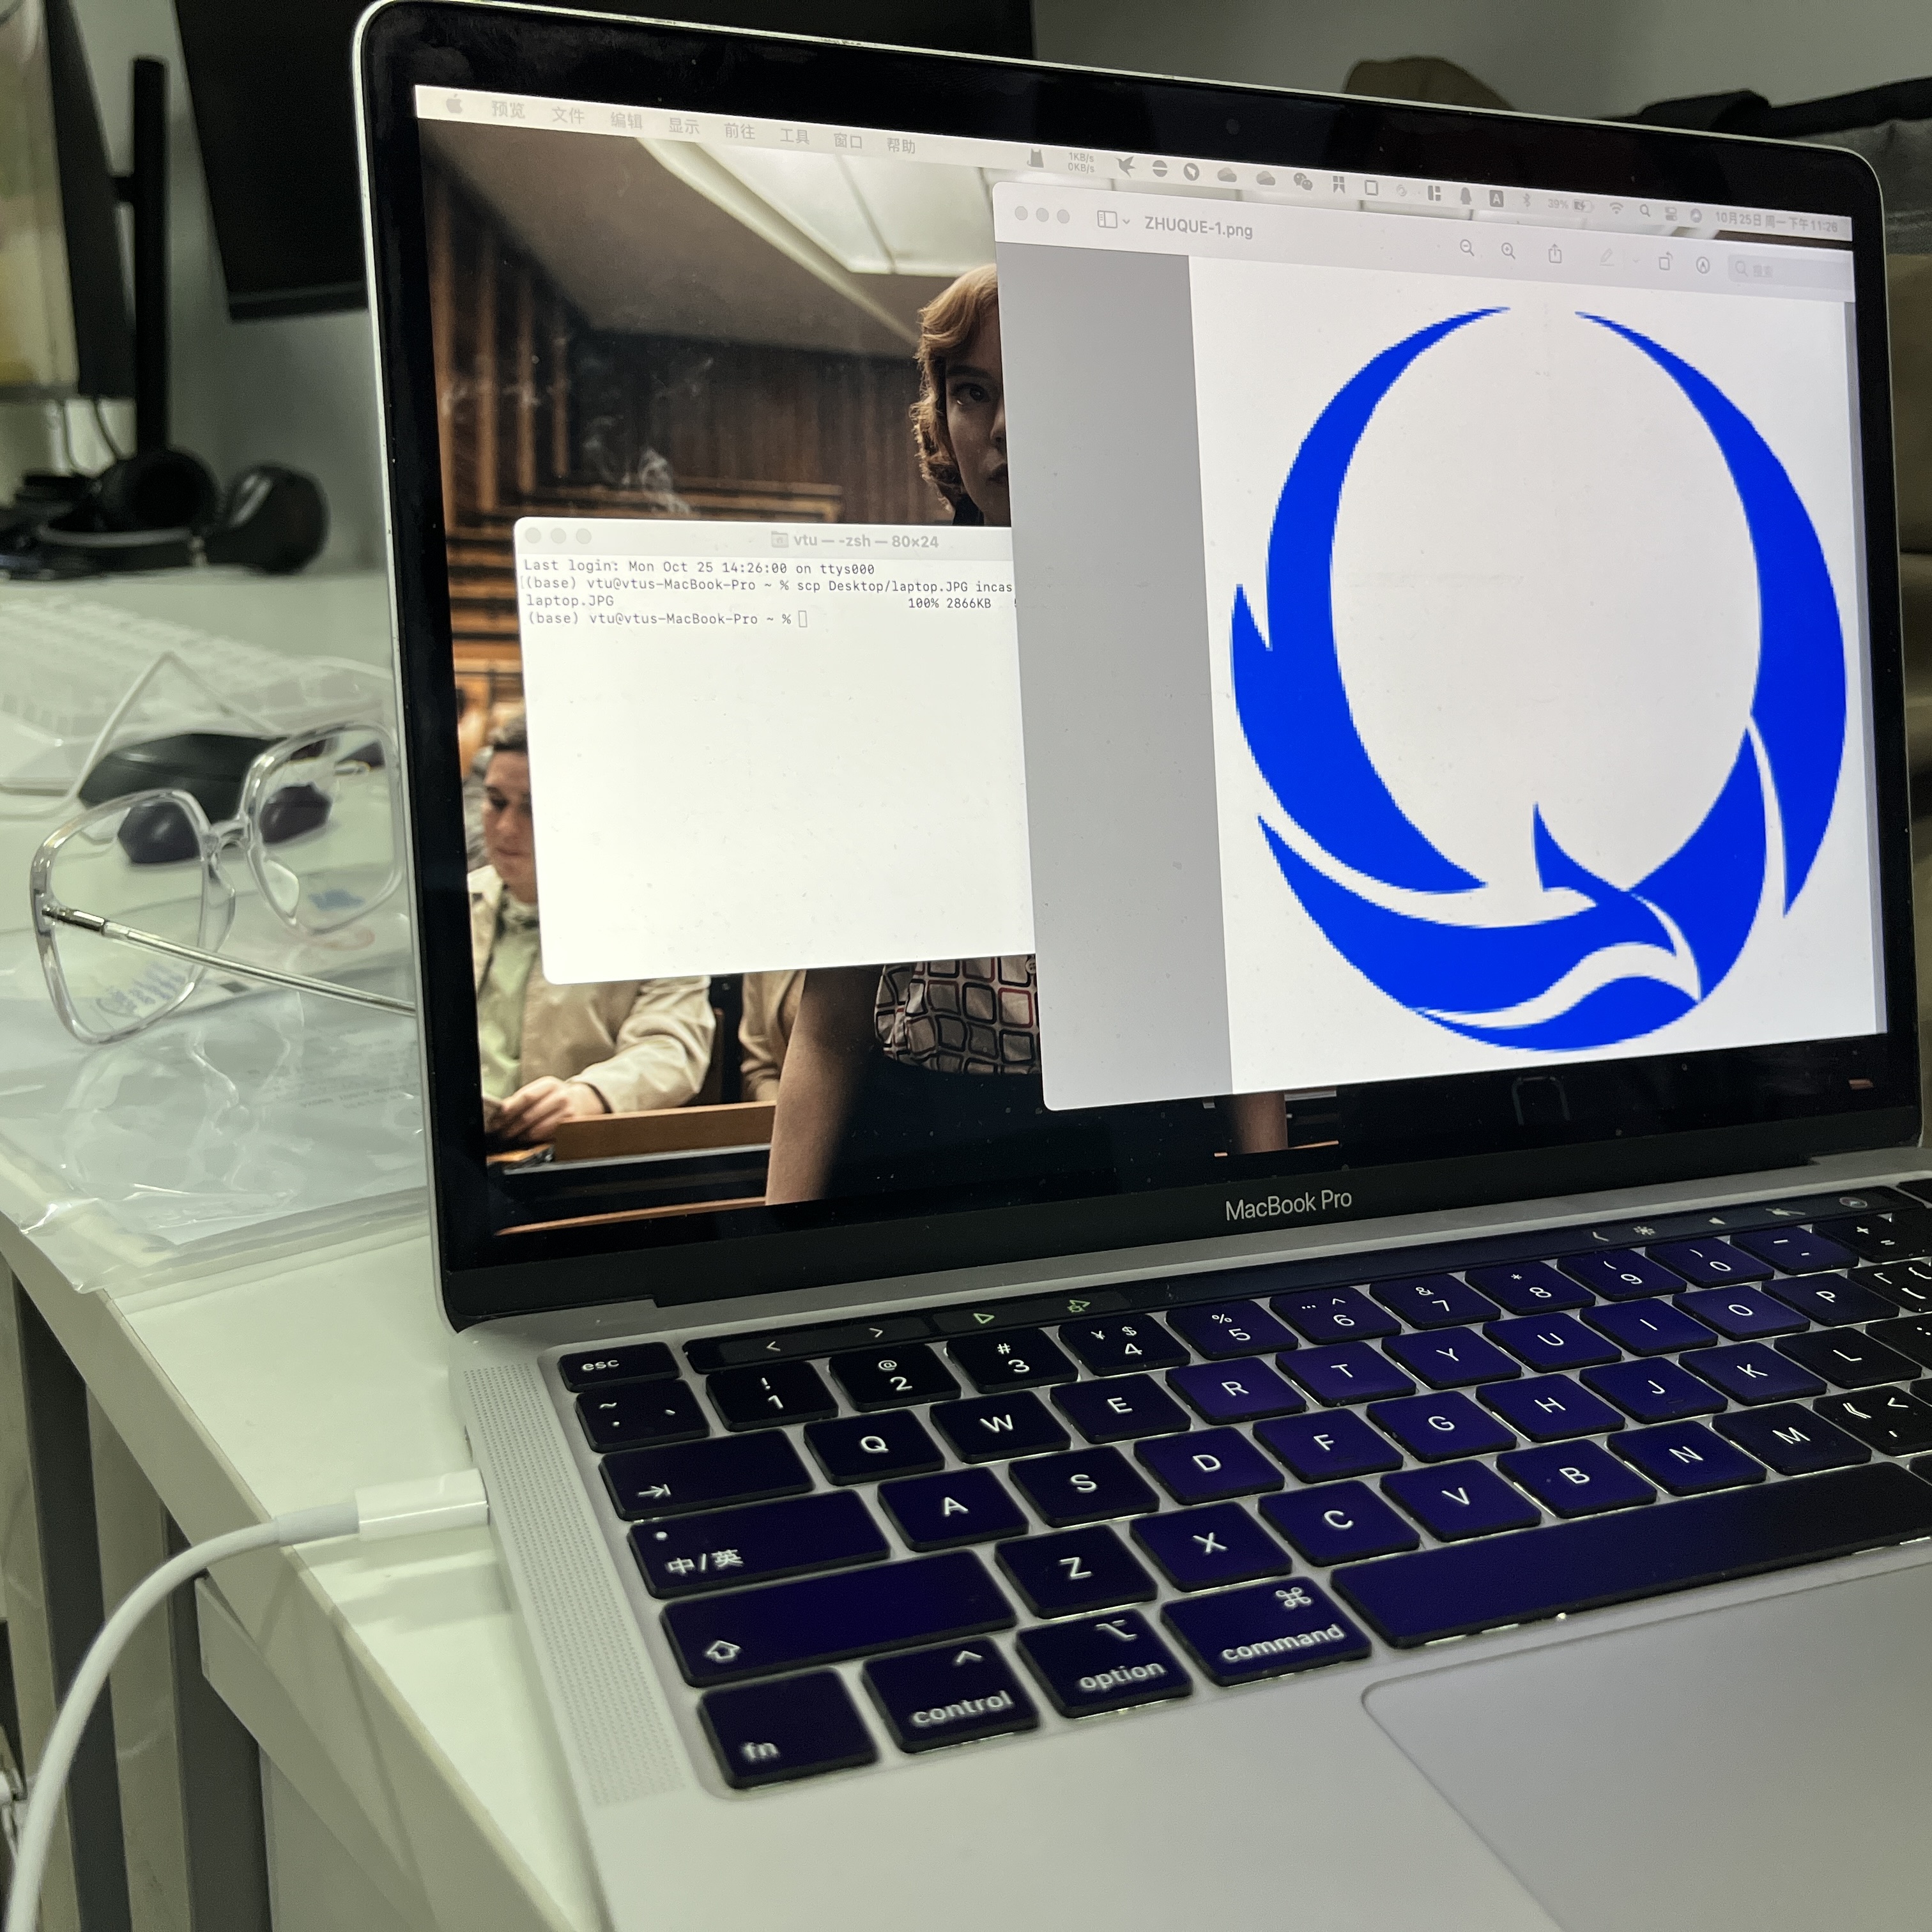 预览 文件 编辑 显示 前往 工具 窗口 帮助
1KB/s
0KB/s
39%
10月25日 周一 下午11:26
ZHUQUE-1.png
搜索
vtu — -zsh — 80×24
Last login: Mon Oct 25 14:26:00 on ttys000
(base) vtu@vtus-MacBook-Pro ~ % scp Desktop/laptop.JPG incas
laptop.JPG 100% 2866KB
(base) vtu@vtus-MacBook-Pro ~ %
MacBook Pro
esc
~ · `
! 1 @ 2 # 3 ¥ $ 4 % 5 … ^ 6 & 7 * 8 ( 9 ) 0 — - + =
Q W E R T Y U I O P
中/英 A S D F G H J K L
Z X C V B N M 《 < ,
fn control ^ option ⌥ command ⌘